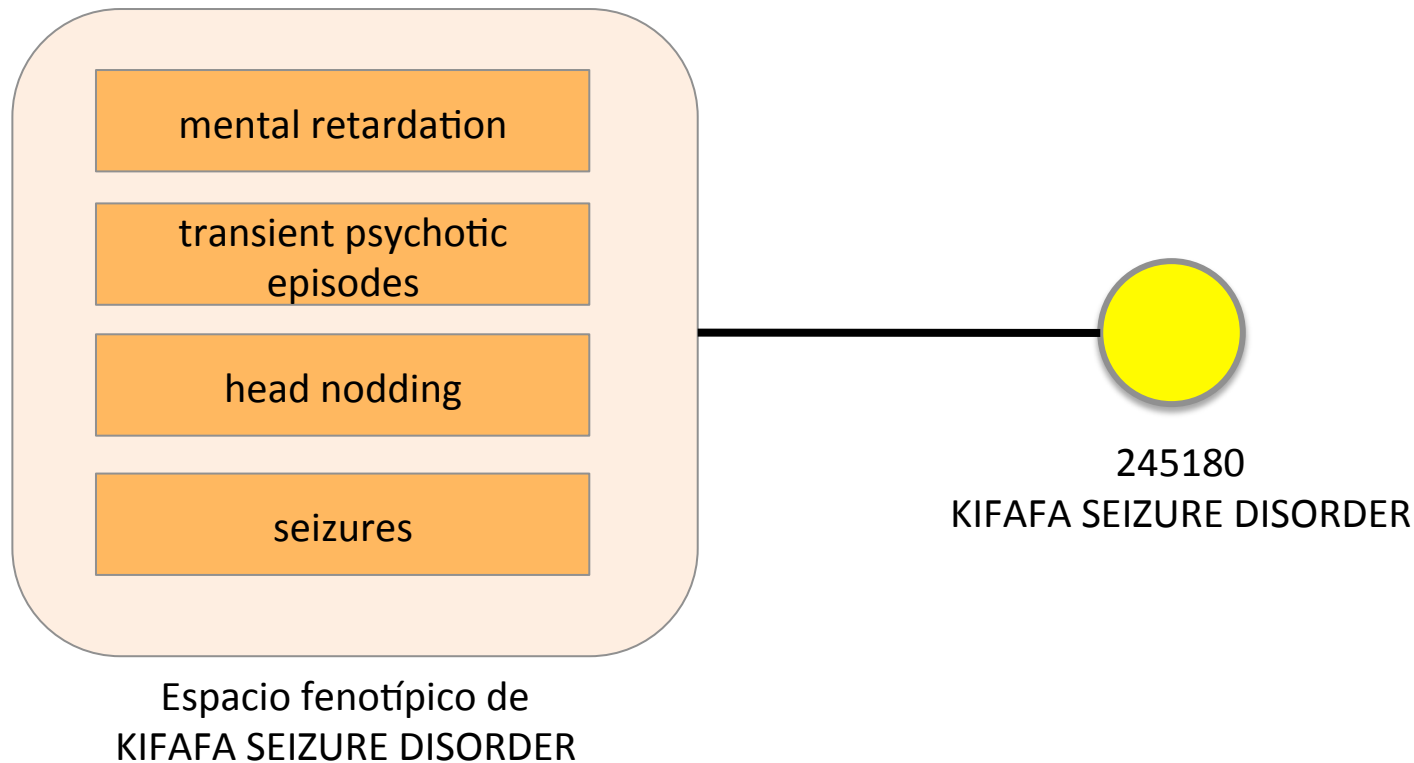 mental retardation
transient psychotic
episodes
head nodding
seizures
245180
KIFAFA SEIZURE DISORDER
Espacio fenotípico de
KIFAFA SEIZURE DISORDER